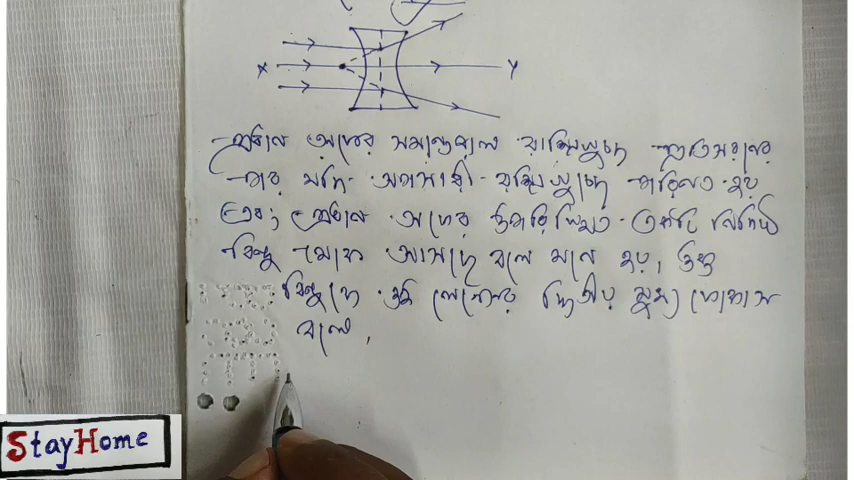 X Y
প্রধান অক্ষের সমান্তরাল রশ্মিগুচ্ছ প্রতিসরণের
পর যদি অপসারী রশ্মিগুচ্ছে পরিণত হয়
এবং প্রধান অক্ষের উপরিস্থিত একটি নির্দিষ্ট
বিন্দু থেকে আসছে বলে মনে হয়, উক্ত
বিন্দুকে ঐ লেন্সের দ্বিতীয় মুখ্য ফোকাস
বলে,
StayHome